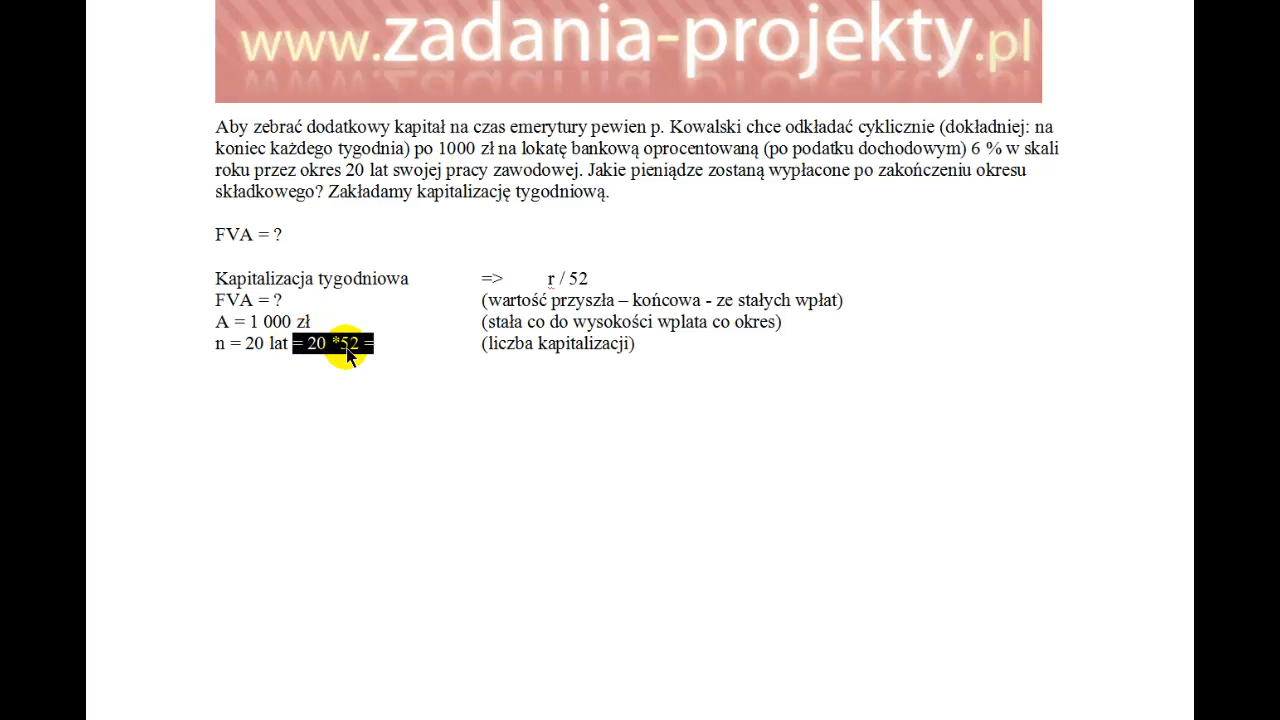 www.zadania-projekty.pl
Aby zebrać dodatkowy kapitał na czas emerytury pewien p. Kowalski chce odkładać cyklicznie (dokładniej: na
koniec każdego tygodnia) po 1000 zł na lokatę bankową oprocentowaną (po podatku dochodowym) 6 % w skali
roku przez okres 20 lat swojej pracy zawodowej. Jakie pieniądze zostaną wypłacone po zakończeniu okresu
składkowego? Zakładamy kapitalizację tygodniową.
FVA = ?
Kapitalizacja tygodniowa => r / 52
FVA = ? (wartość przyszła – końcowa - ze stałych wpłat)
A = 1 000 zł (stała co do wysokości wplata co okres)
n = 20 lat = 20 *52 = (liczba kapitalizacji)